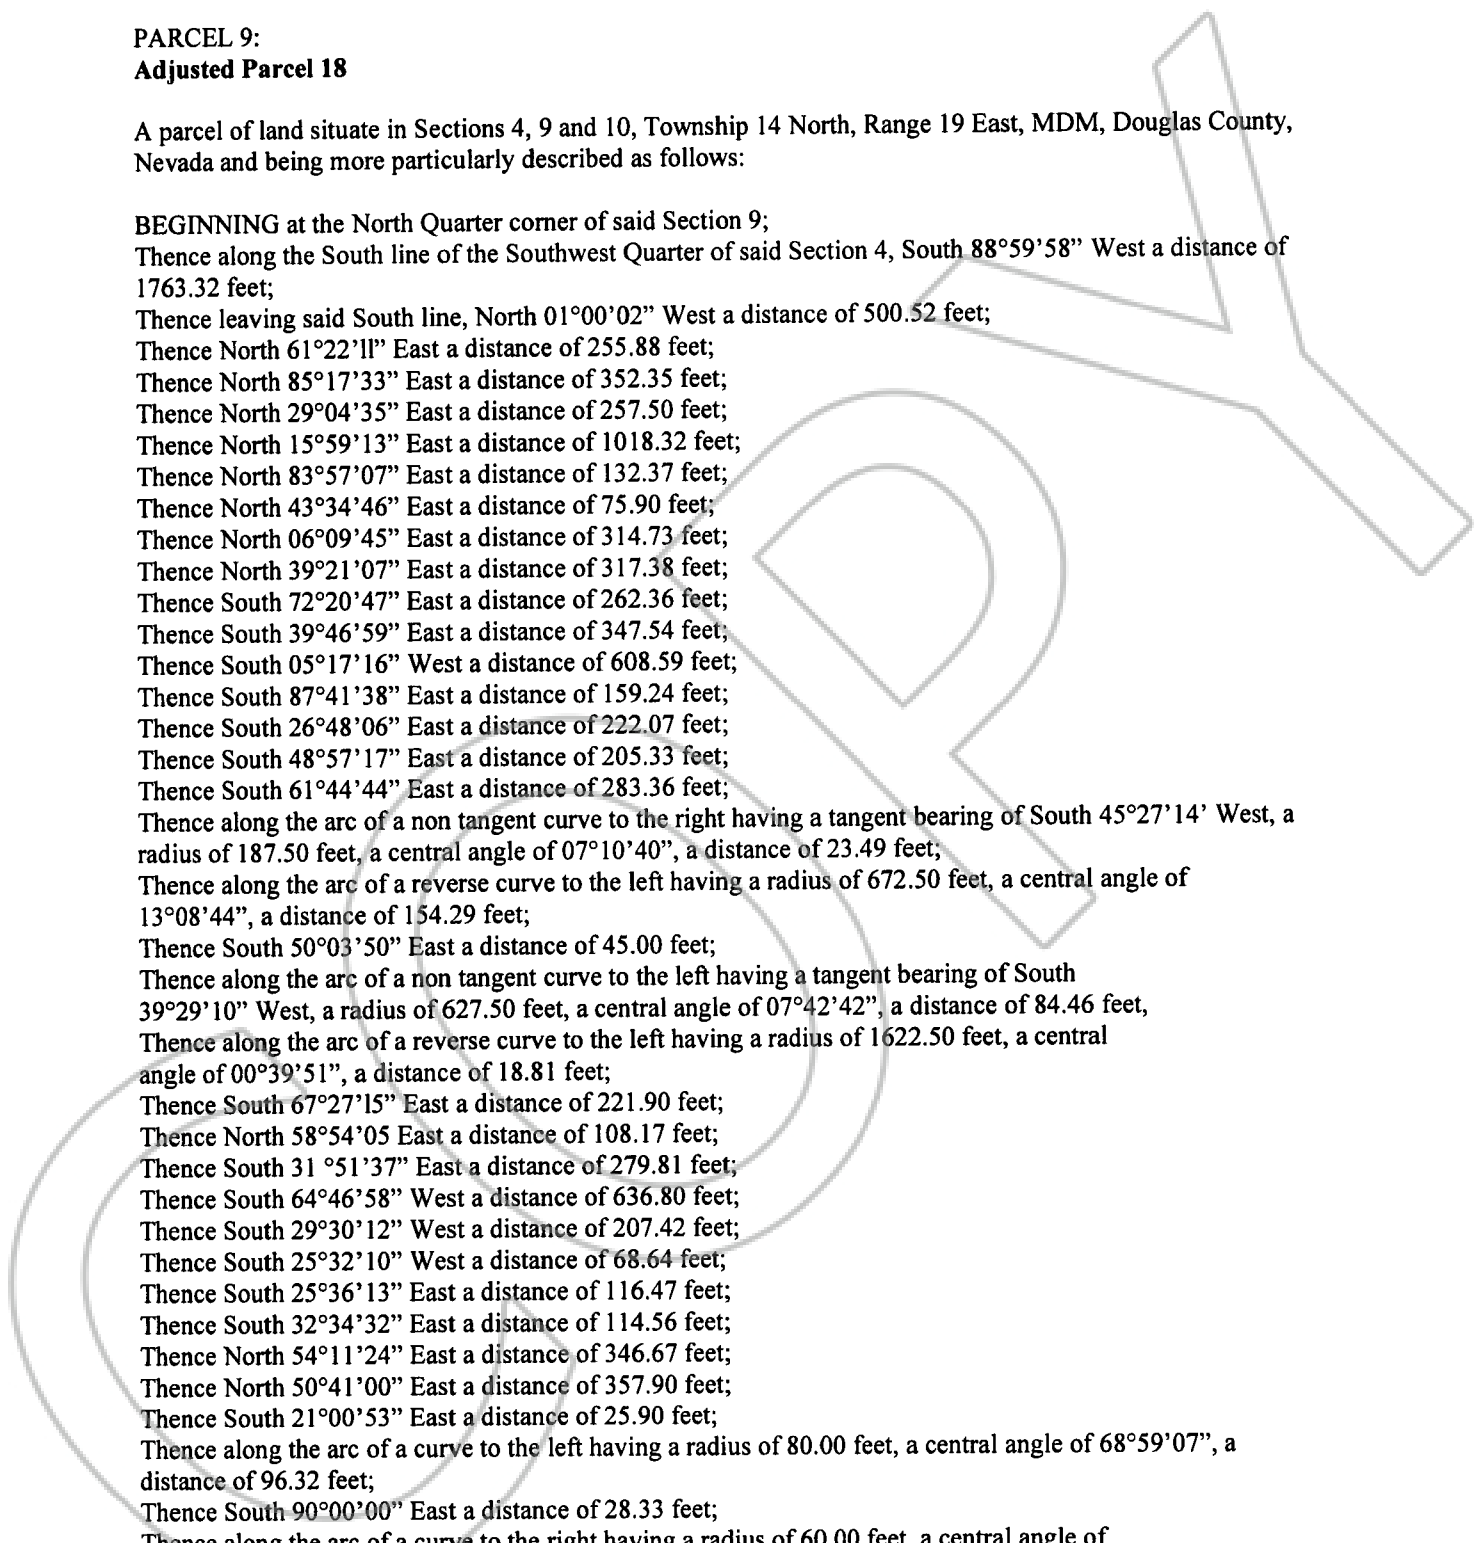 PARCEL 9:
Adjusted Parcel 18
A parcel of land situate in Sections 4, 9 and 10, Township 14 North, Range 19 East, MDM, Douglas County,
Nevada and being more particularly described as follows:
BEGINNING at the North Quarter corner of said Section 9;
Thence along the South line of the Southwest Quarter of said Section 4, South 88°59’58” West a distance of
1763.32 feet;
Thence leaving said South line, North 01°00’02” West a distance of 500.52 feet;
Thence North 61°22’ll” East a distance of 255.88 feet;
Thence North 85°17’33” East a distance of 352.35 feet;
Thence North 29°04’35” East a distance of 257.50 feet;
Thence North 15°59’13” East a distance of 1018.32 feet;
Thence North 83°57’07” East a distance of 132.37 feet;
Thence North 43°34’46” East a distance of 75.90 feet;
Thence North 06°09’45” East a distance of 314.73 feet;
Thence North 39°21’07” East a distance of 317.38 feet;
Thence South 72°20’47” East a distance of 262.36 feet;
Thence South 39°46’59” East a distance of 347.54 feet;
Thence South 05°17’16” West a distance of 608.59 feet;
Thence South 87°41’38” East a distance of 159.24 feet;
Thence South 26°48’06” East a distance of 222.07 feet;
Thence South 48°57’17” East a distance of 205.33 feet;
Thence South 61°44’44” East a distance of 283.36 feet;
Thence along the arc of a non tangent curve to the right having a tangent bearing of South 45°27’14’ West, a
radius of 187.50 feet, a central angle of 07°10’40”, a distance of 23.49 feet;
Thence along the arc of a reverse curve to the left having a radius of 672.50 feet, a central angle of
13°08’44”, a distance of 154.29 feet;
Thence South 50°03’50” East a distance of 45.00 feet;
Thence along the arc of a non tangent curve to the left having a tangent bearing of South
39°29’10” West, a radius of 627.50 feet, a central angle of 07°42’42”, a distance of 84.46 feet,
Thence along the arc of a reverse curve to the left having a radius of 1622.50 feet, a central
angle of 00°39’51”, a distance of 18.81 feet;
Thence South 67°27’l5” East a distance of 221.90 feet;
Thence North 58°54’05 East a distance of 108.17 feet;
Thence South 31 °51’37” East a distance of 279.81 feet;
Thence South 64°46’58” West a distance of 636.80 feet;
Thence South 29°30’12” West a distance of 207.42 feet;
Thence South 25°32’10” West a distance of 68.64 feet;
Thence South 25°36’13” East a distance of 116.47 feet;
Thence South 32°34’32” East a distance of 114.56 feet;
Thence North 54°11’24” East a distance of 346.67 feet;
Thence North 50°41’00” East a distance of 357.90 feet;
Thence South 21°00’53” East a distance of 25.90 feet;
Thence along the arc of a curve to the left having a radius of 80.00 feet, a central angle of 68°59’07”, a
distance of 96.32 feet;
Thence South 90°00’00” East a distance of 28.33 feet;
Thence along the arc of a curve to the right having a radius of 60.00 feet, a central angle of
COPY